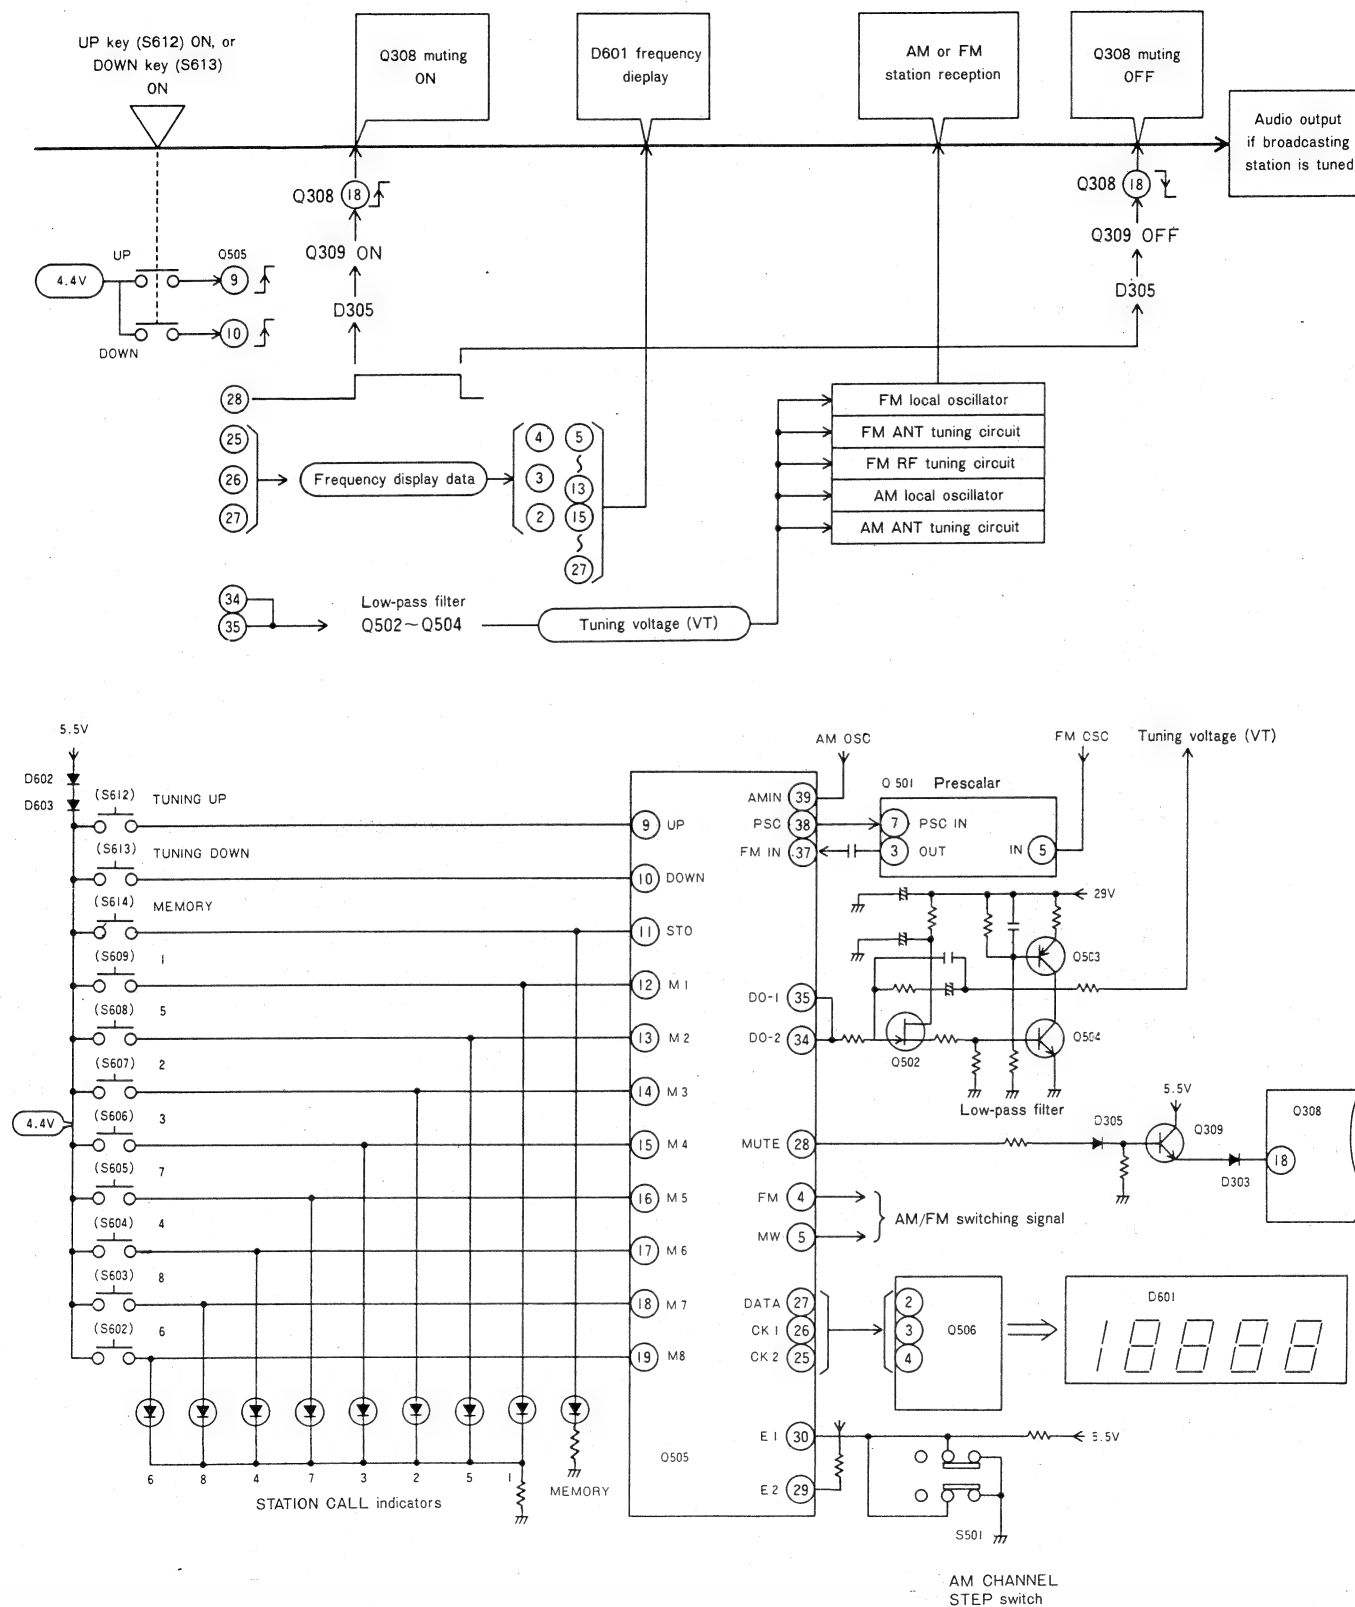 UP key (S612) ON, or
DOWN key (S613)
ON
Q308 muting
ON
D601 frequency
dieplay
AM or FM
station reception
Q308 muting
OFF
Audio output
if broadcasting
station is tuned
Q308 18
Q309 ON
D305
Q308 18
Q309 OFF
D305
UP
Q505
4.4V
9
10
DOWN
28
25
26
27
Frequency display data
4
3
2
5
13
15
27
FM local oscillator
FM ANT tuning circuit
FM RF tuning circuit
AM local oscillator
AM ANT tuning circuit
34
35
Low-pass filter
Q502~Q504
Tuning voltage (VT)
5.5V
D602
D603
(S612) TUNING UP
(S613) TUNING DOWN
(S614) MEMORY
(S609) 1
(S608) 5
(S607) 2
(S606) 3
4.4V
(S605) 7
(S604) 4
(S603) 8
(S602) 6
9 UP
10 DOWN
11 STO
12 M1
13 M2
14 M3
15 M4
16 M5
17 M6
18 M7
19 M8
Q505
6 8 4 7 3 2 5 1
MEMORY
STATION CALL indicators
AM OSC
AMIN 39
PSC 38
FM IN 37
Q501 Prescalar
7 PSC IN
3 OUT
IN 5
FM OSC
Tuning voltage (VT)
29V
Q503
DO-1 35
DO-2 34
Q502
Q504
Low-pass filter
MUTE 28
D305
5.5V
Q309
D303
Q308
18
FM 4
MW 5
AM/FM switching signal
DATA 27
CK1 26
CK2 25
2
3
4
Q506
D601
18888
E1 30
E2 29
5.5V
S501
AM CHANNEL
STEP switch